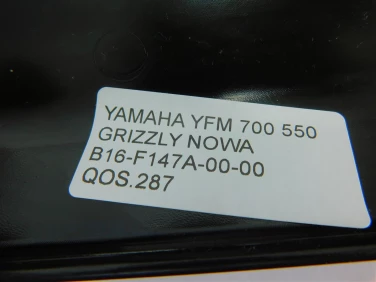 YAMAHA YFM 700 550
GRIZZLY NOWA
B16-F147A-00-00
QOS.287